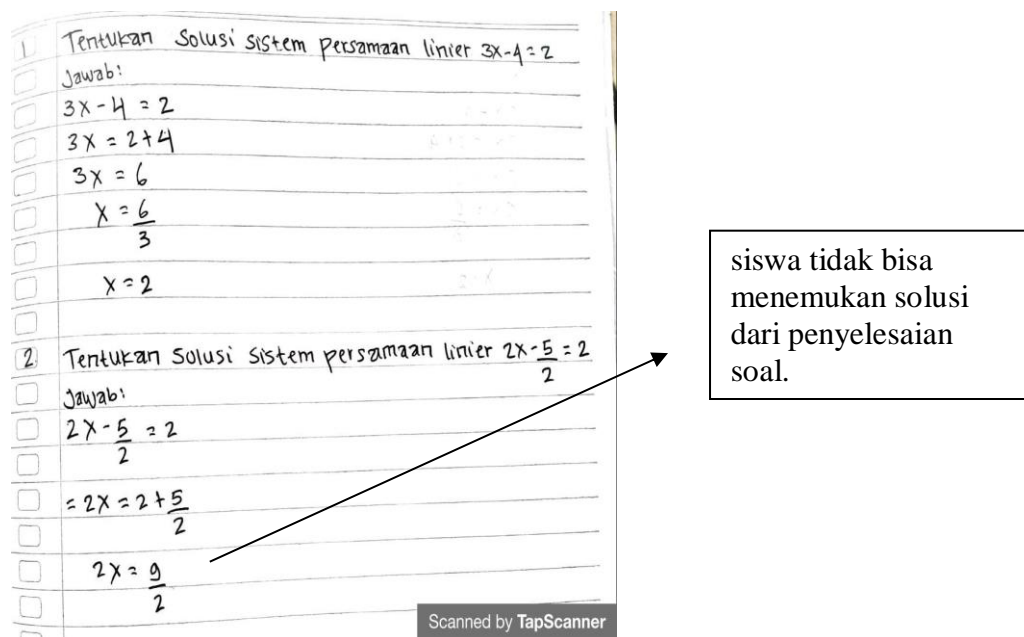 1 Tentukan Solusi sistem persamaan linier 3x-4=2
Jawab:
3x-4 = 2
3x = 2+4
3x = 6
x = 6/3
x = 2
2 Tentukan Solusi sistem persamaan linier 2x-5/2=2
Jawab:
2x-5/2 = 2
= 2x = 2+5/2
2x = 9/2
Scanned by TapScanner
siswa tidak bisa
menemukan solusi
dari penyelesaian
soal.